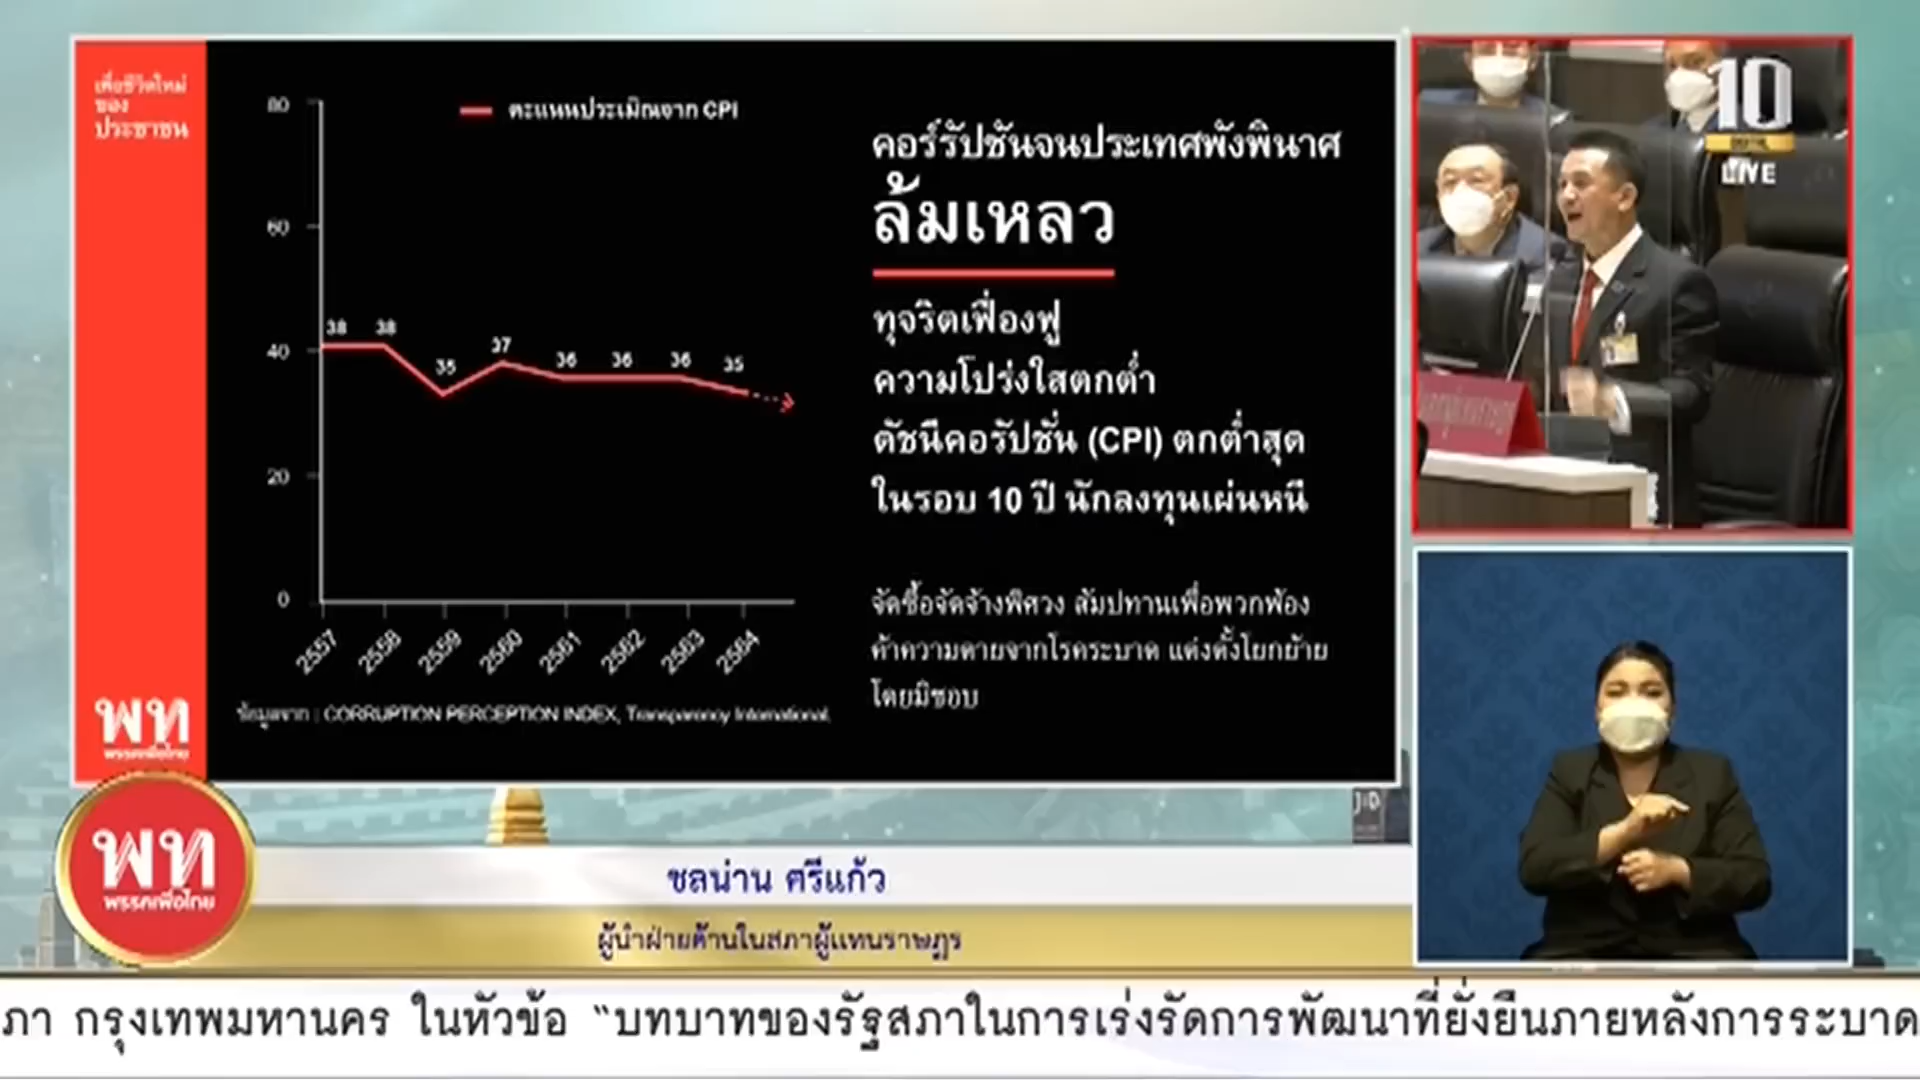 เพื่อชีวิตใหม่
ของ
ประชาชน
พท
พรรคเพื่อไทย
คะแนนประเมินจาก CPI
80
60
40
20
0
38 38 35 37 36 36 36 35
2557 2558 2559 2560 2561 2562 2563 2564
ข้อมูลจาก : CORRUPTION PERCEPTION INDEX, Transparency International,
คอร์รัปชันจนประเทศพังพินาศ
ล้มเหลว
ทุจริตเฟื่องฟู
ความโปร่งใสตกต่ำ
ดัชนีคอรัปชั่น (CPI) ตกต่ำสุด
ในรอบ 10 ปี นักลงทุนเผ่นหนี
จัดซื้อจัดจ้างพิศวง สัมปทานเพื่อพวกพ้อง
ค้าความตายจากโรคระบาด แต่งตั้งโยกย้าย
โดยมิชอบ
10
LIVE
พท
พรรคเพื่อไทย
ชลน่าน ศรีแก้ว
ผู้นำฝ่ายค้านในสภาผู้แทนราษฎร
ภา กรุงเทพมหานคร ในหัวข้อ “บทบาทของรัฐสภาในการเร่งรัดการพัฒนาที่ยั่งยืนภายหลังการระบาด